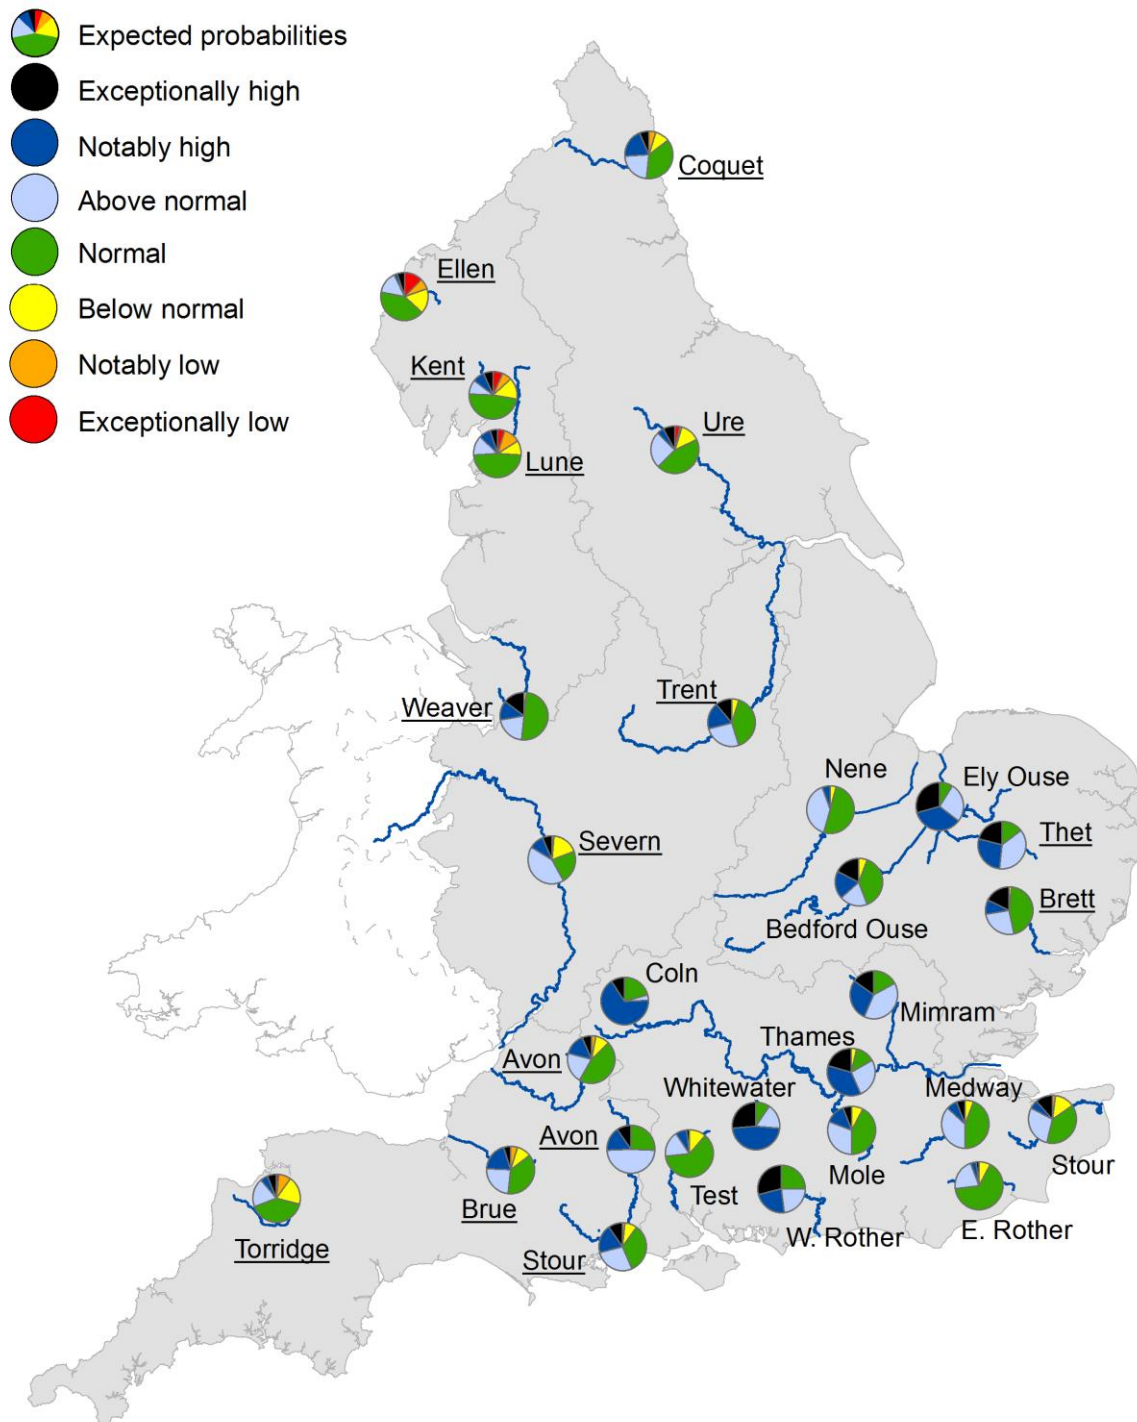 Expected probabilities
Exceptionally high
Notably high
Above normal
Normal
Below normal
Notably low
Exceptionally low
Coquet
Ellen
Kent
Lune
Ure
Weaver
Trent
Nene
Ely Ouse
Thet
Severn
Bedford Ouse
Brett
Coln
Mimram
Avon
Thames
Whitewater
Medway
Avon
Mole
Stour
Brue
Test
W. Rother
E. Rother
Torridge
Stour